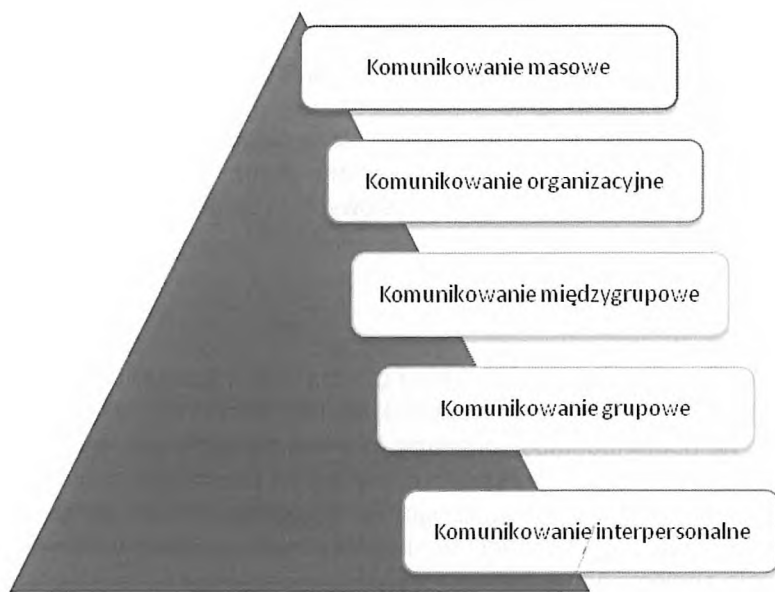 Komunikowanie masowe
Komunikowanie organizacyjne
Komunikowanie międzygrupowe
Komunikowanie grupowe
Komunikowanie interpersonalne